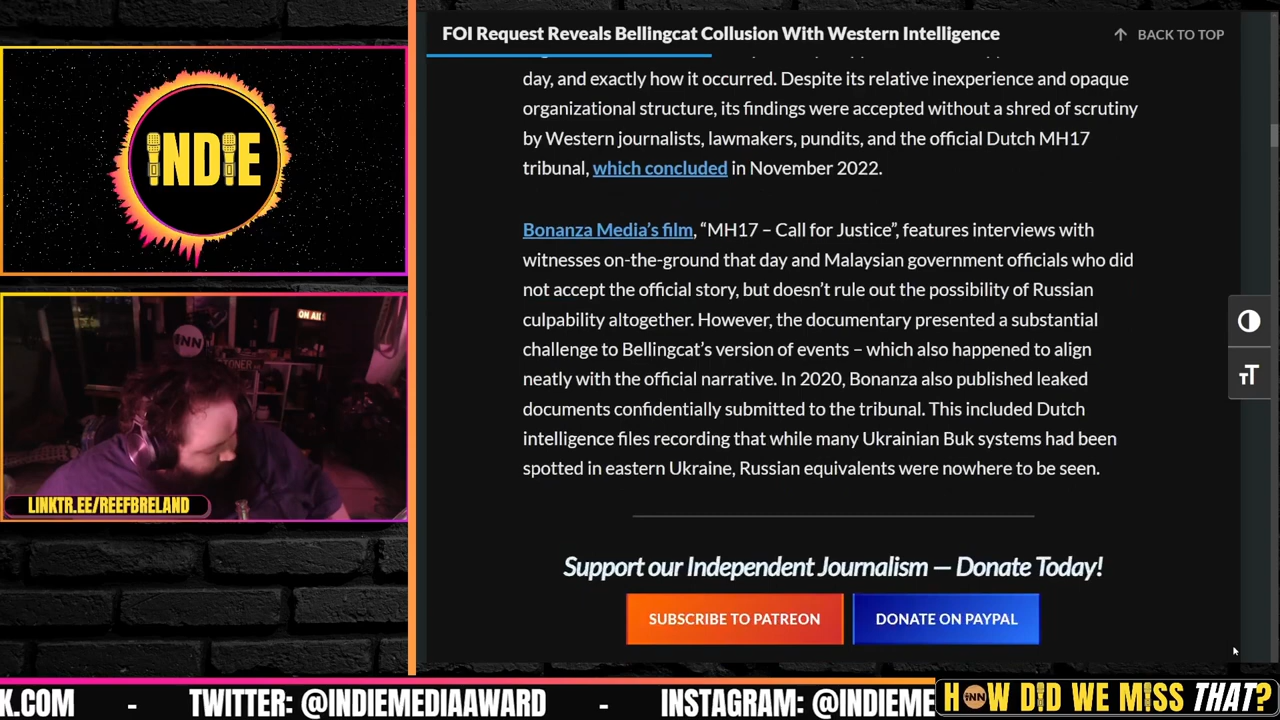 FOI Request Reveals Bellingcat Collusion With Western Intelligence
BACK TO TOP
day, and exactly how it occurred. Despite its relative inexperience and opaque
organizational structure, its findings were accepted without a shred of scrutiny
by Western journalists, lawmakers, pundits, and the official Dutch MH17
tribunal, which concluded in November 2022.
Bonanza Media's film, “MH17 – Call for Justice”, features interviews with
witnesses on-the-ground that day and Malaysian government officials who did
not accept the official story, but doesn't rule out the possibility of Russian
culpability altogether. However, the documentary presented a substantial
challenge to Bellingcat's version of events – which also happened to align
neatly with the official narrative. In 2020, Bonanza also published leaked
documents confidentially submitted to the tribunal. This included Dutch
intelligence files recording that while many Ukrainian Buk systems had been
spotted in eastern Ukraine, Russian equivalents were nowhere to be seen.
Support our Independent Journalism — Donate Today!
SUBSCRIBE TO PATREON
DONATE ON PAYPAL
INDIE
ON AIR
INN
LINKTR.EE/REEFBRELAND
K.COM - TWITTER: @INDIEMEDIAAWARD - INSTAGRAM: @INDIEME
HOW DID WE MISS THAT?